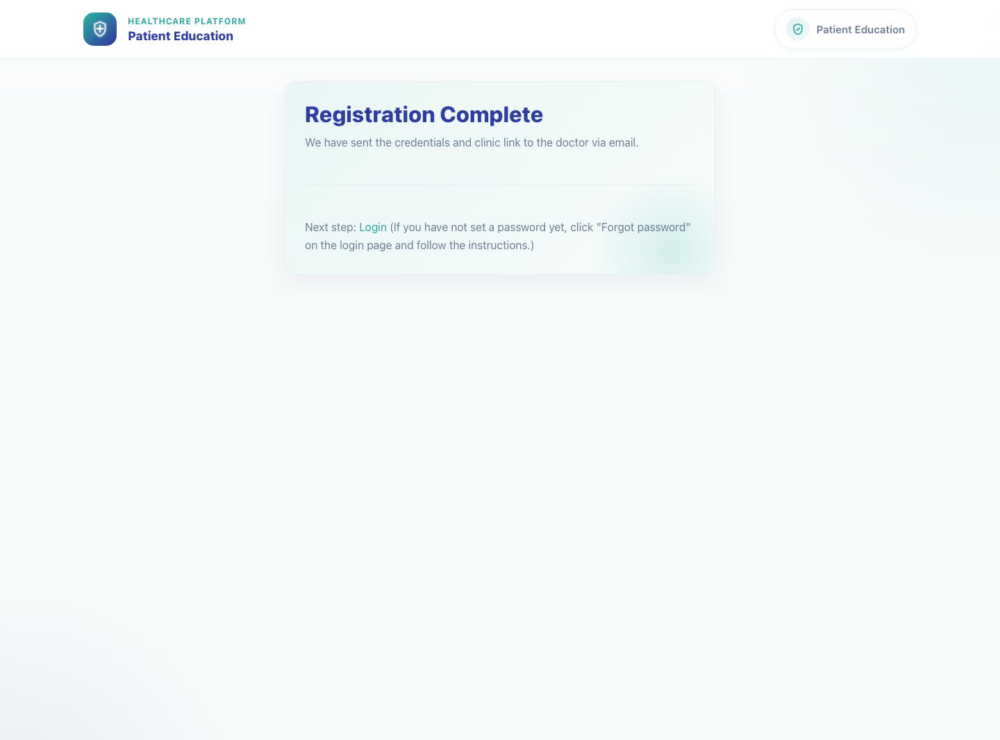 HEALTHCARE PLATFORM
Patient Education
Patient Education
Registration Complete
We have sent the credentials and clinic link to the doctor via email.
Next step: Login (If you have not set a password yet, click "Forgot password"
on the login page and follow the instructions.)